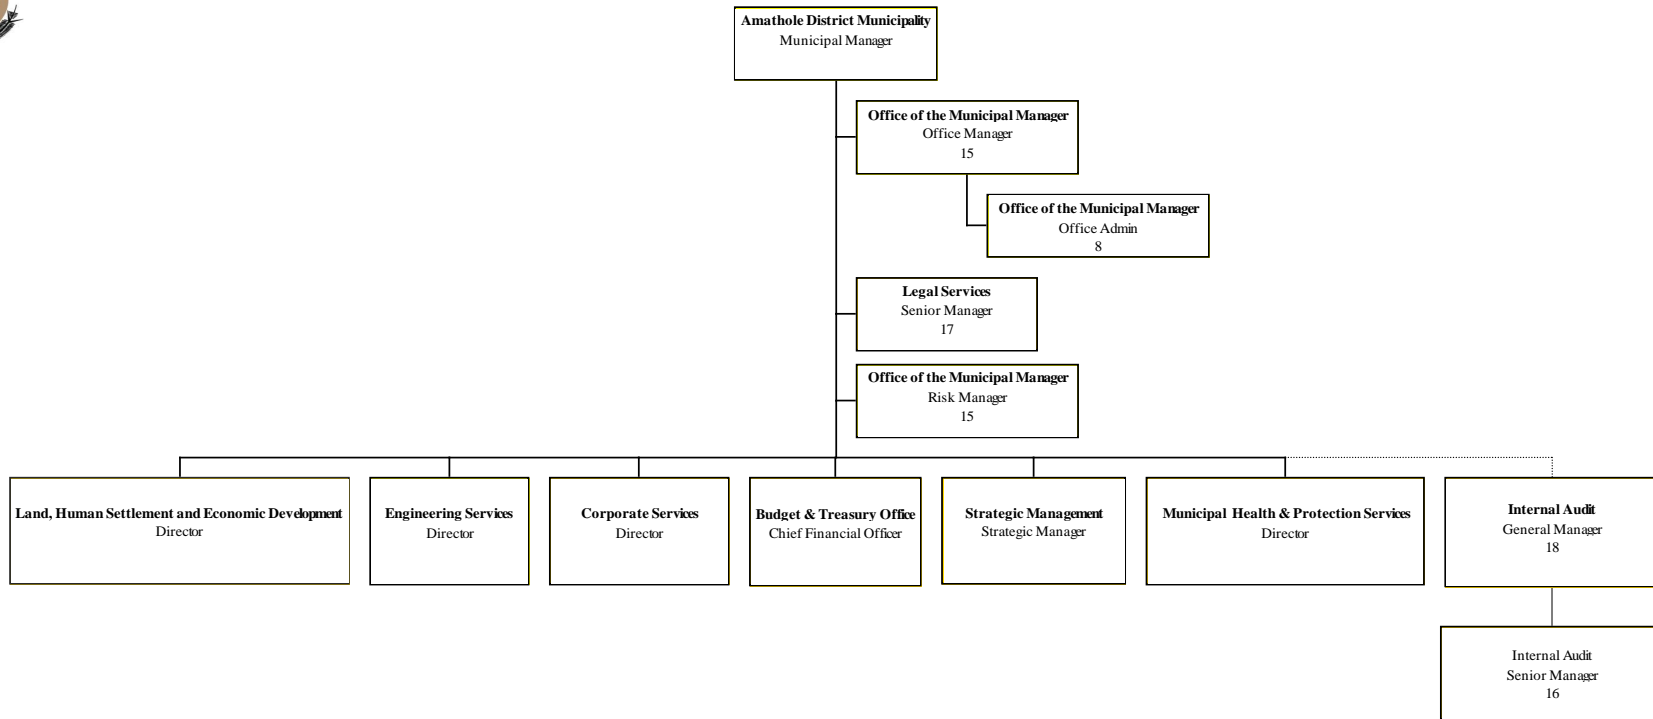 Amathole District Municipality
Municipal Manager
Office of the Municipal Manager
Office Manager
15
Office of the Municipal Manager
Office Admin
8
Legal Services
Senior Manager
17
Office of the Municipal Manager
Risk Manager
15
Land, Human Settlement and Economic Development
Director
Engineering Services
Director
Corporate Services
Director
Budget & Treasury Office
Chief Financial Officer
Strategic Management
Strategic Manager
Municipal Health & Protection Services
Director
Internal Audit
General Manager
18
Internal Audit
Senior Manager
16